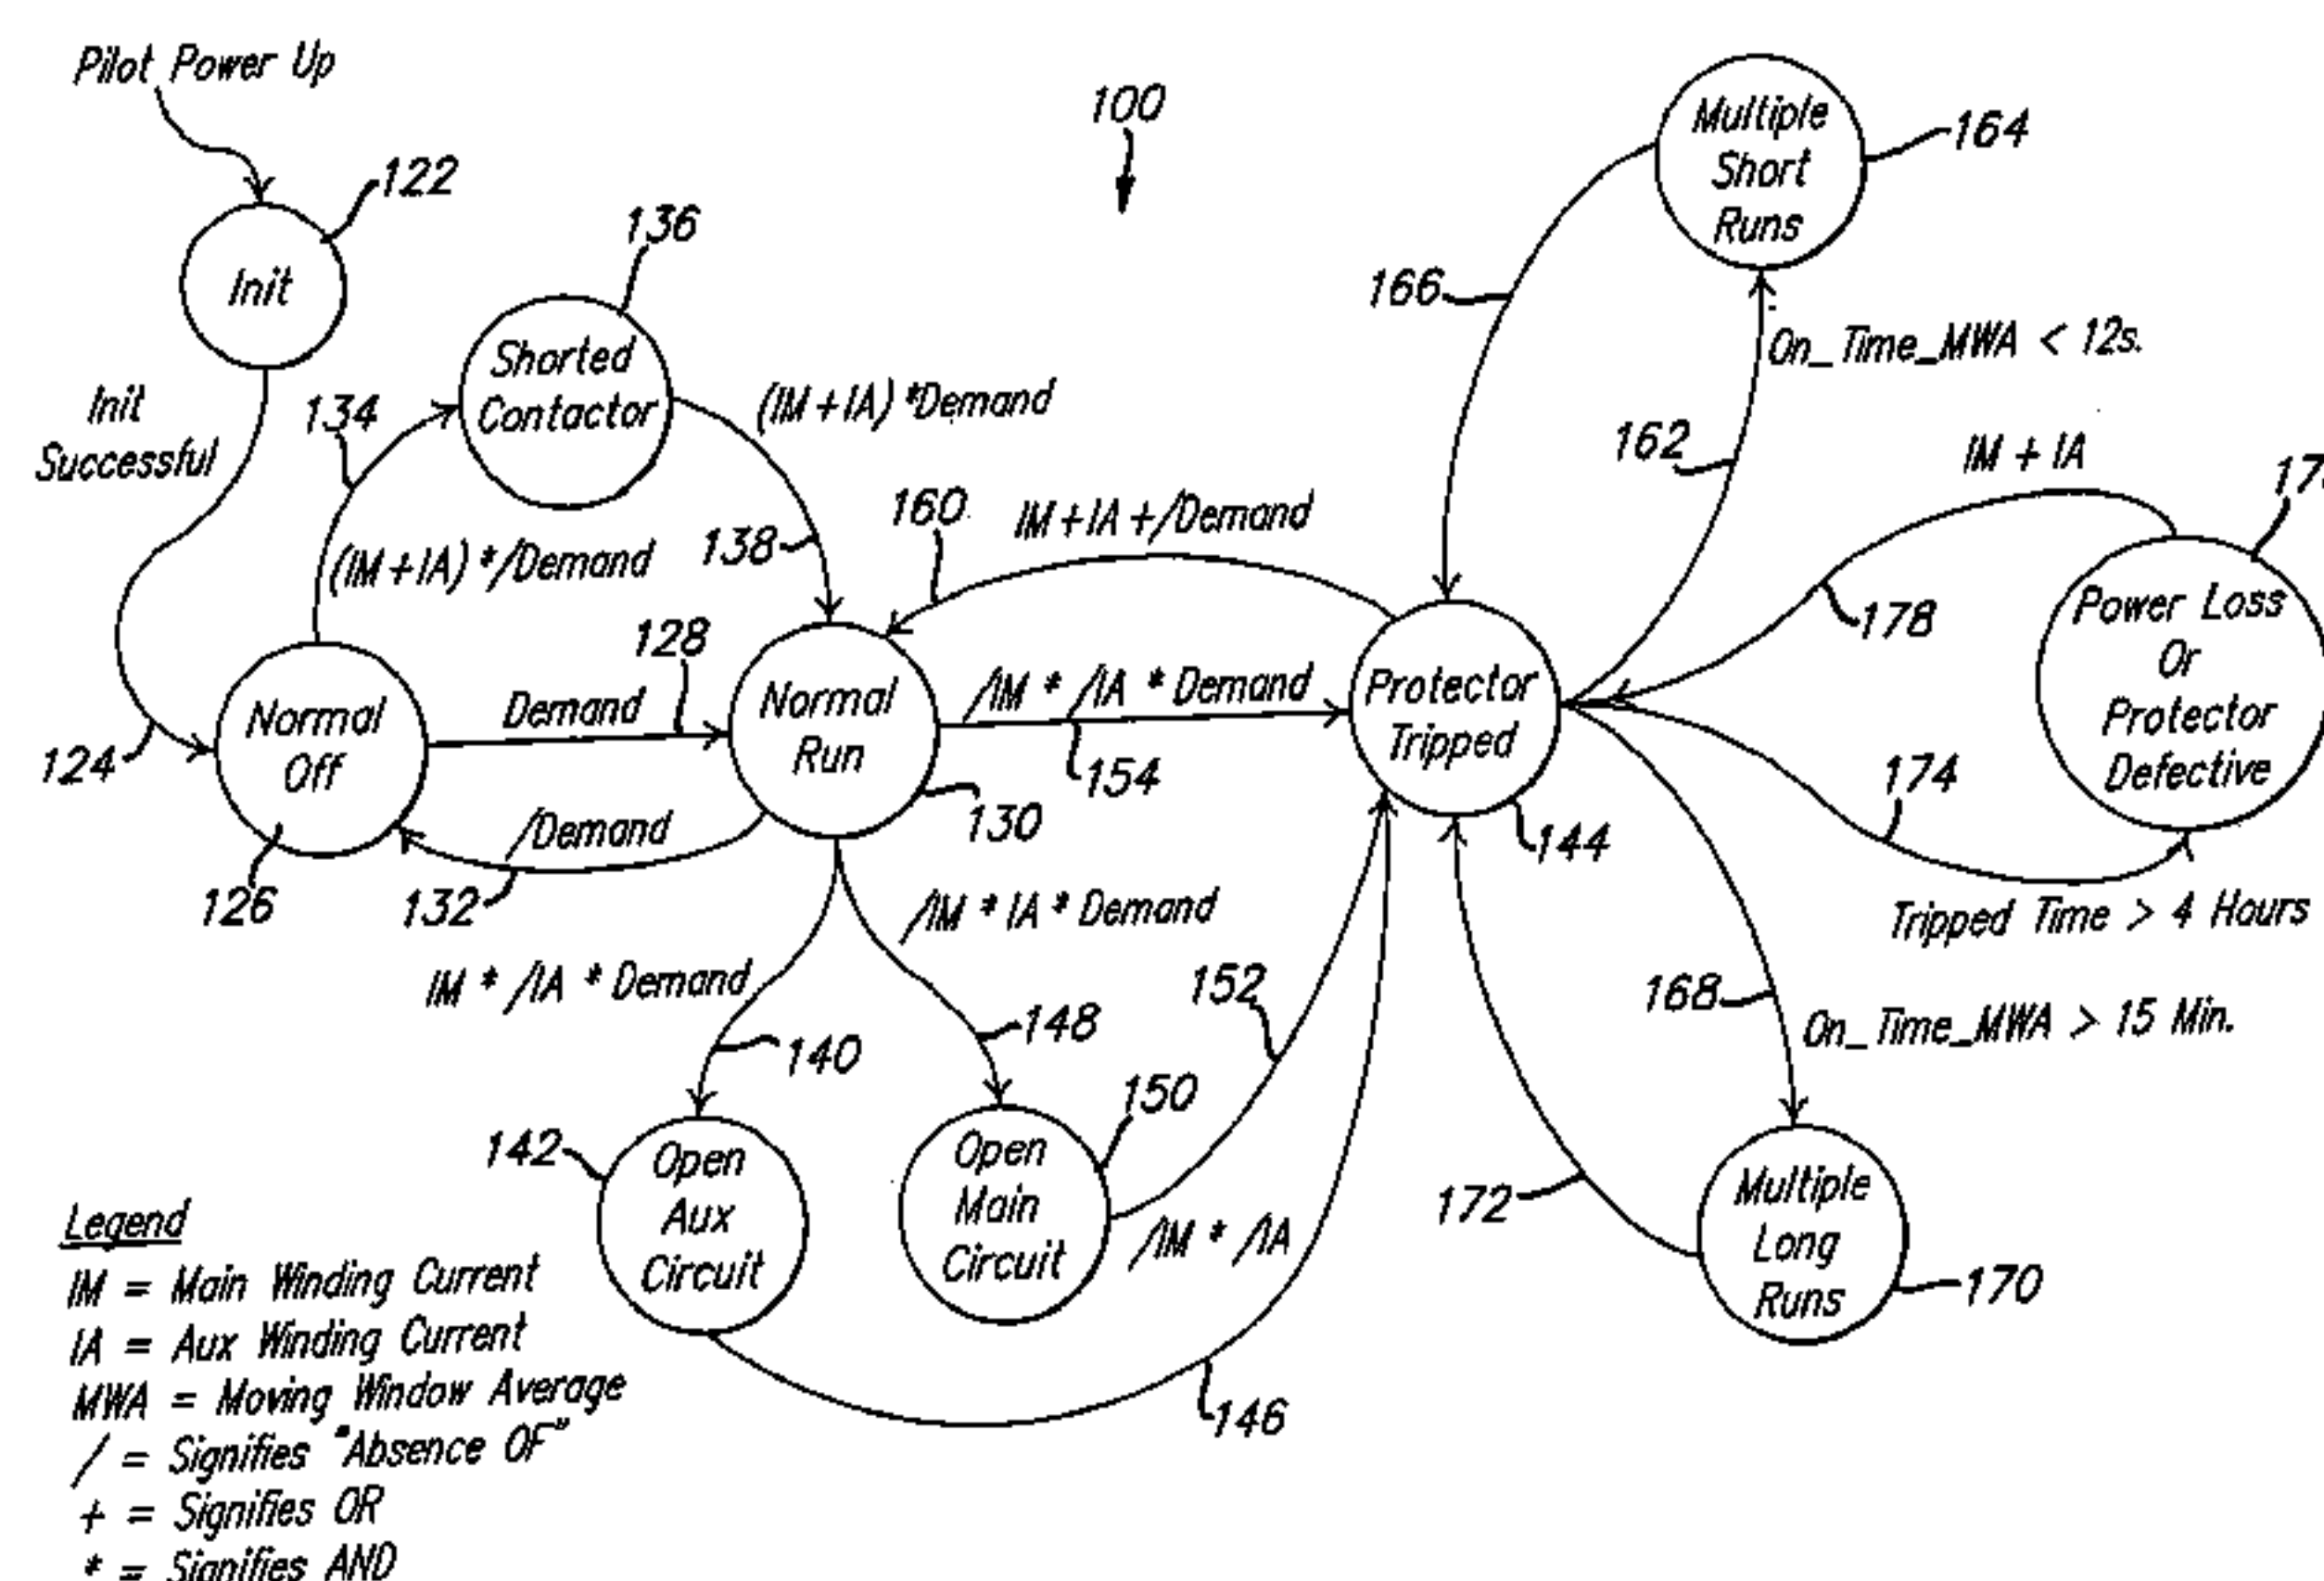 Pilot Power Up
100
122
Init
136
Shorted
Contactor
Init
Successful
134
(IM+IA) *Demand
(IM+IA) */Demand
138
160
IM+IA+/Demand
128
Normal
Off
Demand
Normal
Run
/IM * /IA * Demand
154
Protector
Tripped
124
126
/Demand
132
130
144
Multiple
Short
Runs
164
166
On_Time_MWA < 12s.
162
IM + IA
178
Power Loss
Or
Protector
Defective
174
Tripped Time > 4 Hours
IM * /IA * Demand
/IM * IA * Demand
140
148
152
168
On_Time_MWA > 15 Min.
142
Open
Aux
Circuit
150
Open
Main
Circuit
/IM * /IA
146
172
Multiple
Long
Runs
170
Legend
IM = Main Winding Current
IA = Aux Winding Current
MWA = Moving Window Average
/ = Signifies "Absence OF"
+ = Signifies OR
* = Signifies AND